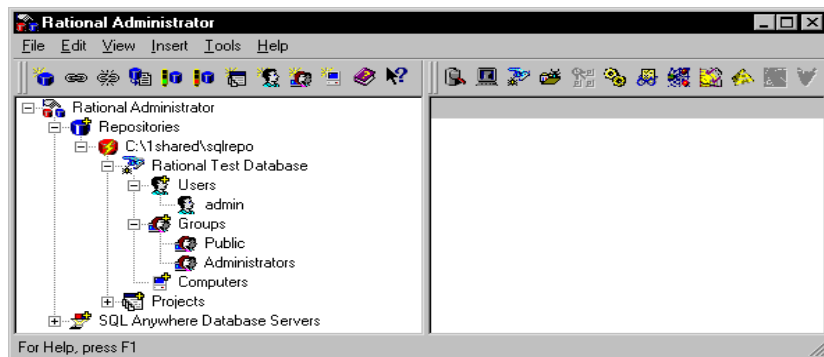 Rational Administrator
File Edit View Insert Tools Help
Rational Administrator
Repositories
C:\1shared\sqlrepo
Rational Test Database
Users
admin
Groups
Public
Administrators
Computers
Projects
SQL Anywhere Database Servers
For Help, press F1